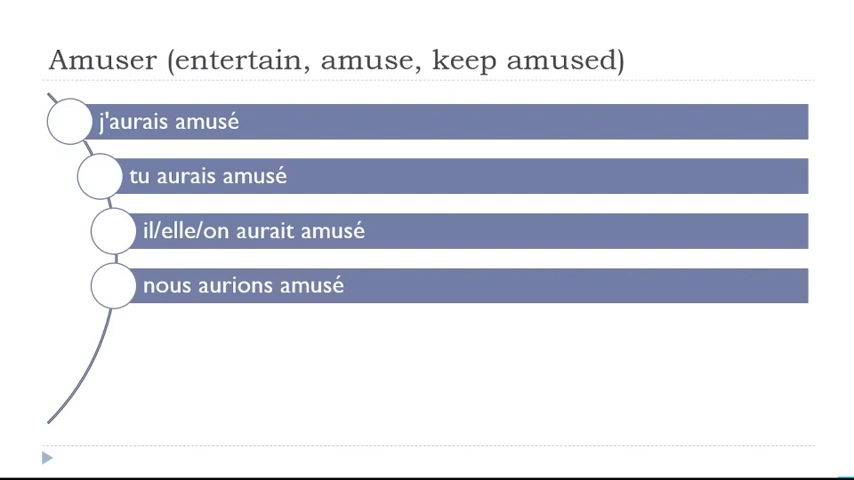 Amuser (entertain, amuse, keep amused)
j'aurais amusé
tu aurais amusé
il/elle/on aurait amusé
nous aurions amusé